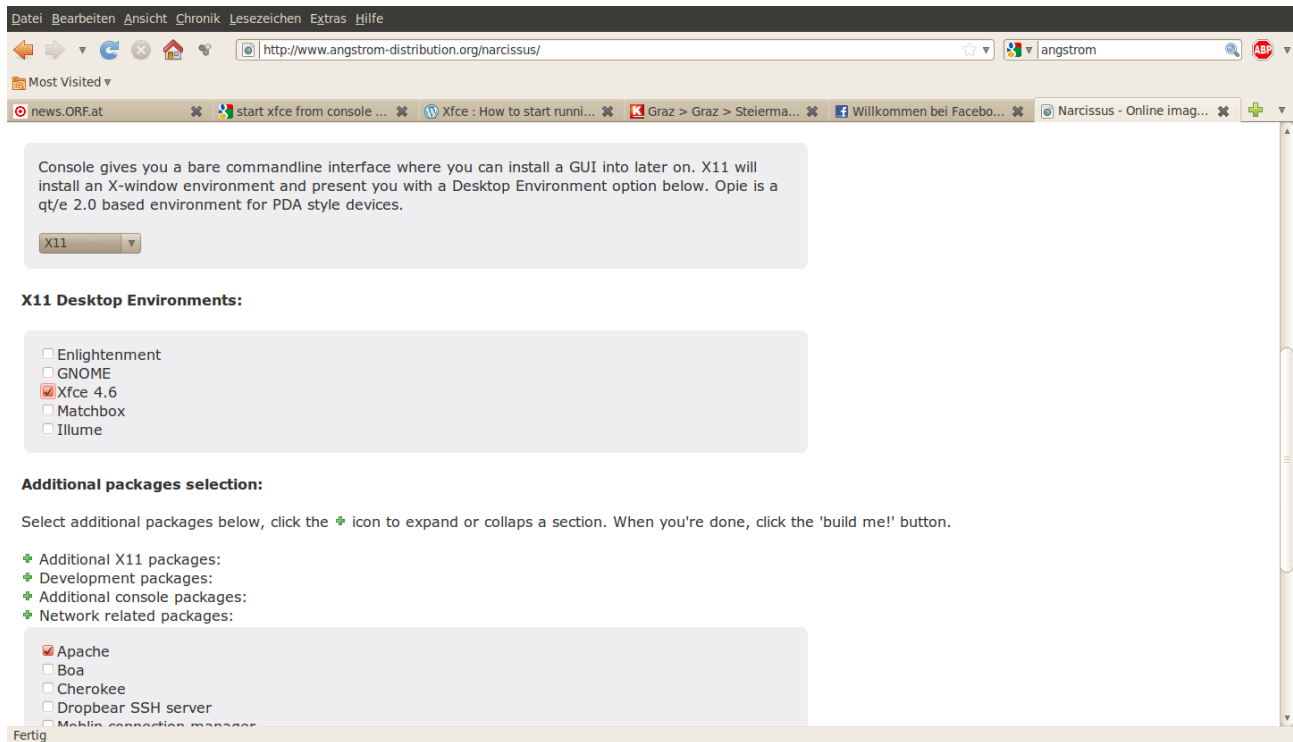 Datei Bearbeiten Ansicht Chronik Lesezeichen Extras Hilfe
http://www.angstrom-distribution.org/narcissus/
angstrom
ABP
Most Visited
news.ORF.at
start xfce from console ...
Xfce : How to start runni...
Graz > Graz > Steierma...
Willkommen bei Facebo...
Narcissus - Online imag...
Console gives you a bare commandline interface where you can install a GUI into later on. X11 will
install an X-window environment and present you with a Desktop Environment option below. Opie is a
qt/e 2.0 based environment for PDA style devices.
X11
X11 Desktop Environments:
Enlightenment
GNOME
Xfce 4.6
Matchbox
Illume
Additional packages selection:
Select additional packages below, click the icon to expand or collaps a section. When you're done, click the 'build me!' button.
Additional X11 packages:
Development packages:
Additional console packages:
Network related packages:
Apache
Boa
Cherokee
Dropbear SSH server
Moblin connection manager
Fertig